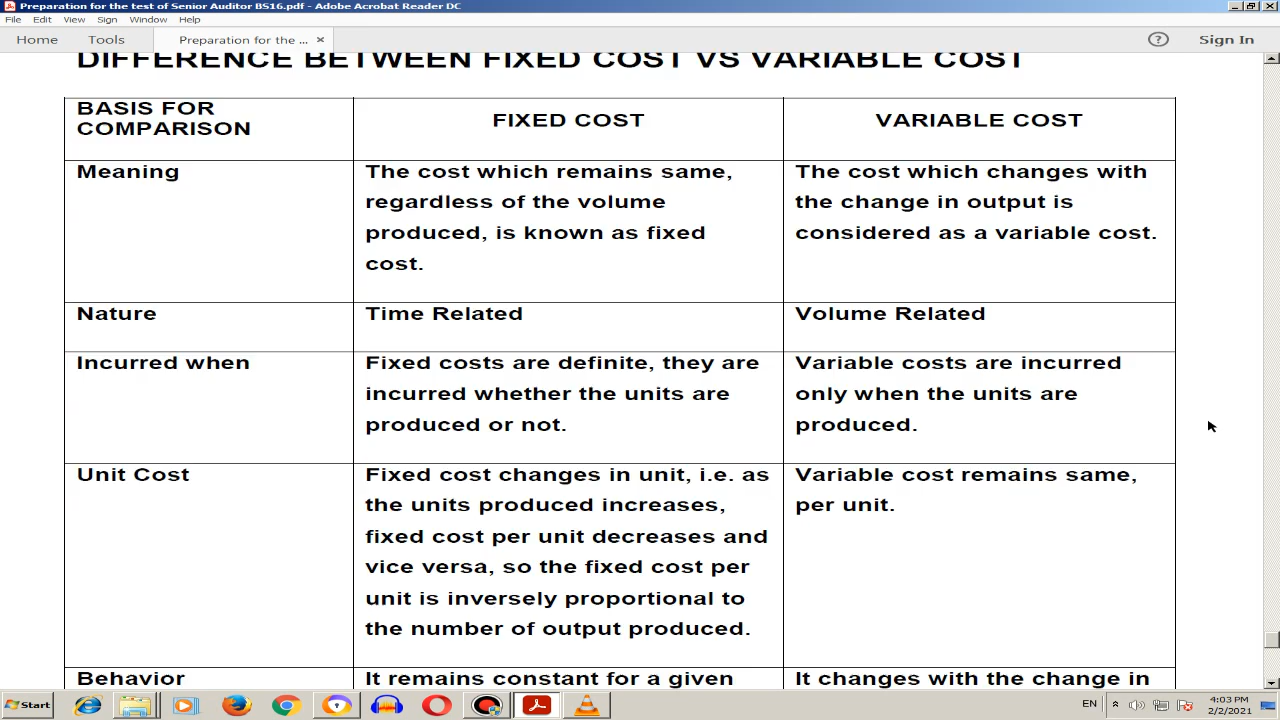 Preparation for the test of Senior Auditor BS16.pdf - Adobe Acrobat Reader DC
File Edit View Sign Window Help
Home Tools Preparation for the ... × ? Sign In
DIFFERENCE BETWEEN FIXED COST VS VARIABLE COST
BASIS FOR
COMPARISON
FIXED COST
VARIABLE COST
Meaning
The cost which remains same,
regardless of the volume
produced, is known as fixed
cost.
The cost which changes with
the change in output is
considered as a variable cost.
Nature
Time Related
Volume Related
Incurred when
Fixed costs are definite, they are
incurred whether the units are
produced or not.
Variable costs are incurred
only when the units are
produced.
Unit Cost
Fixed cost changes in unit, i.e. as
the units produced increases,
fixed cost per unit decreases and
vice versa, so the fixed cost per
unit is inversely proportional to
the number of output produced.
Variable cost remains same,
per unit.
Behavior
It remains constant for a given
It changes with the change in
Start
EN
4:03 PM
2/2/2021